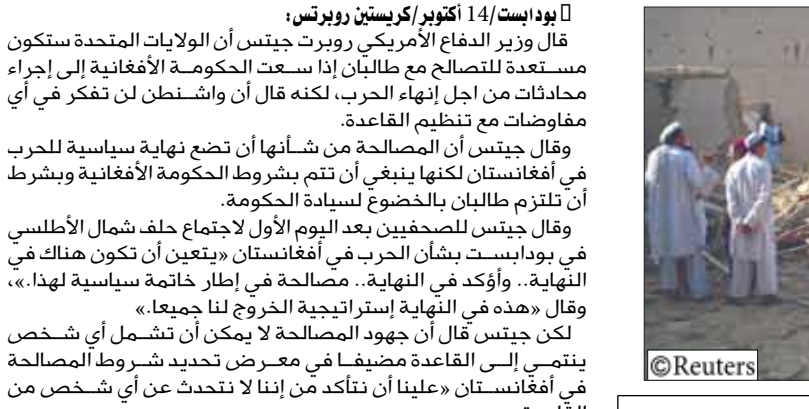 بودابست/14 أكتوبر/كريستين روبرتس:
قال وزير الدفاع الأمريكي روبرت جيتس أن الولايات المتحدة ستكون
مستعدة للتصالح مع طالبان إذا سعت الحكومة الأفغانية إلى إجراء
محادثات من اجل إنهاء الحرب، لكنه قال أن واشنطن لن تفكر في أي
مفاوضات مع تنظيم القاعدة.
وقال جيتس أن المصالحة من شأنها أن تضع نهاية سياسية للحرب
في أفغانستان لكنها ينبغي أن تتم بشروط الحكومة الأفغانية وبشرط
أن تلتزم طالبان بالخضوع لسيادة الحكومة.
وقال جيتس للصحفيين بعد اليوم الأول لاجتماع حلف شمال الأطلسي
في بودابست بشأن الحرب في أفغانستان «يتعين أن تكون هناك في
النهاية.. وأؤكد في النهاية.. مصالحة في إطار خاتمة سياسية لهذا.»،
وقال «هذه في النهاية إستراتيجية الخروج لنا جميعا.»
لكن جيتس قال أن جهود المصالحة لا يمكن أن تشمل أي شخص
ينتمي إلى القاعدة مضيفا في معرض تحديد شروط المصالحة
في أفغانستان «علينا أن نتأكد من إننا لا نتحدث عن أي شخص من
©Reuters